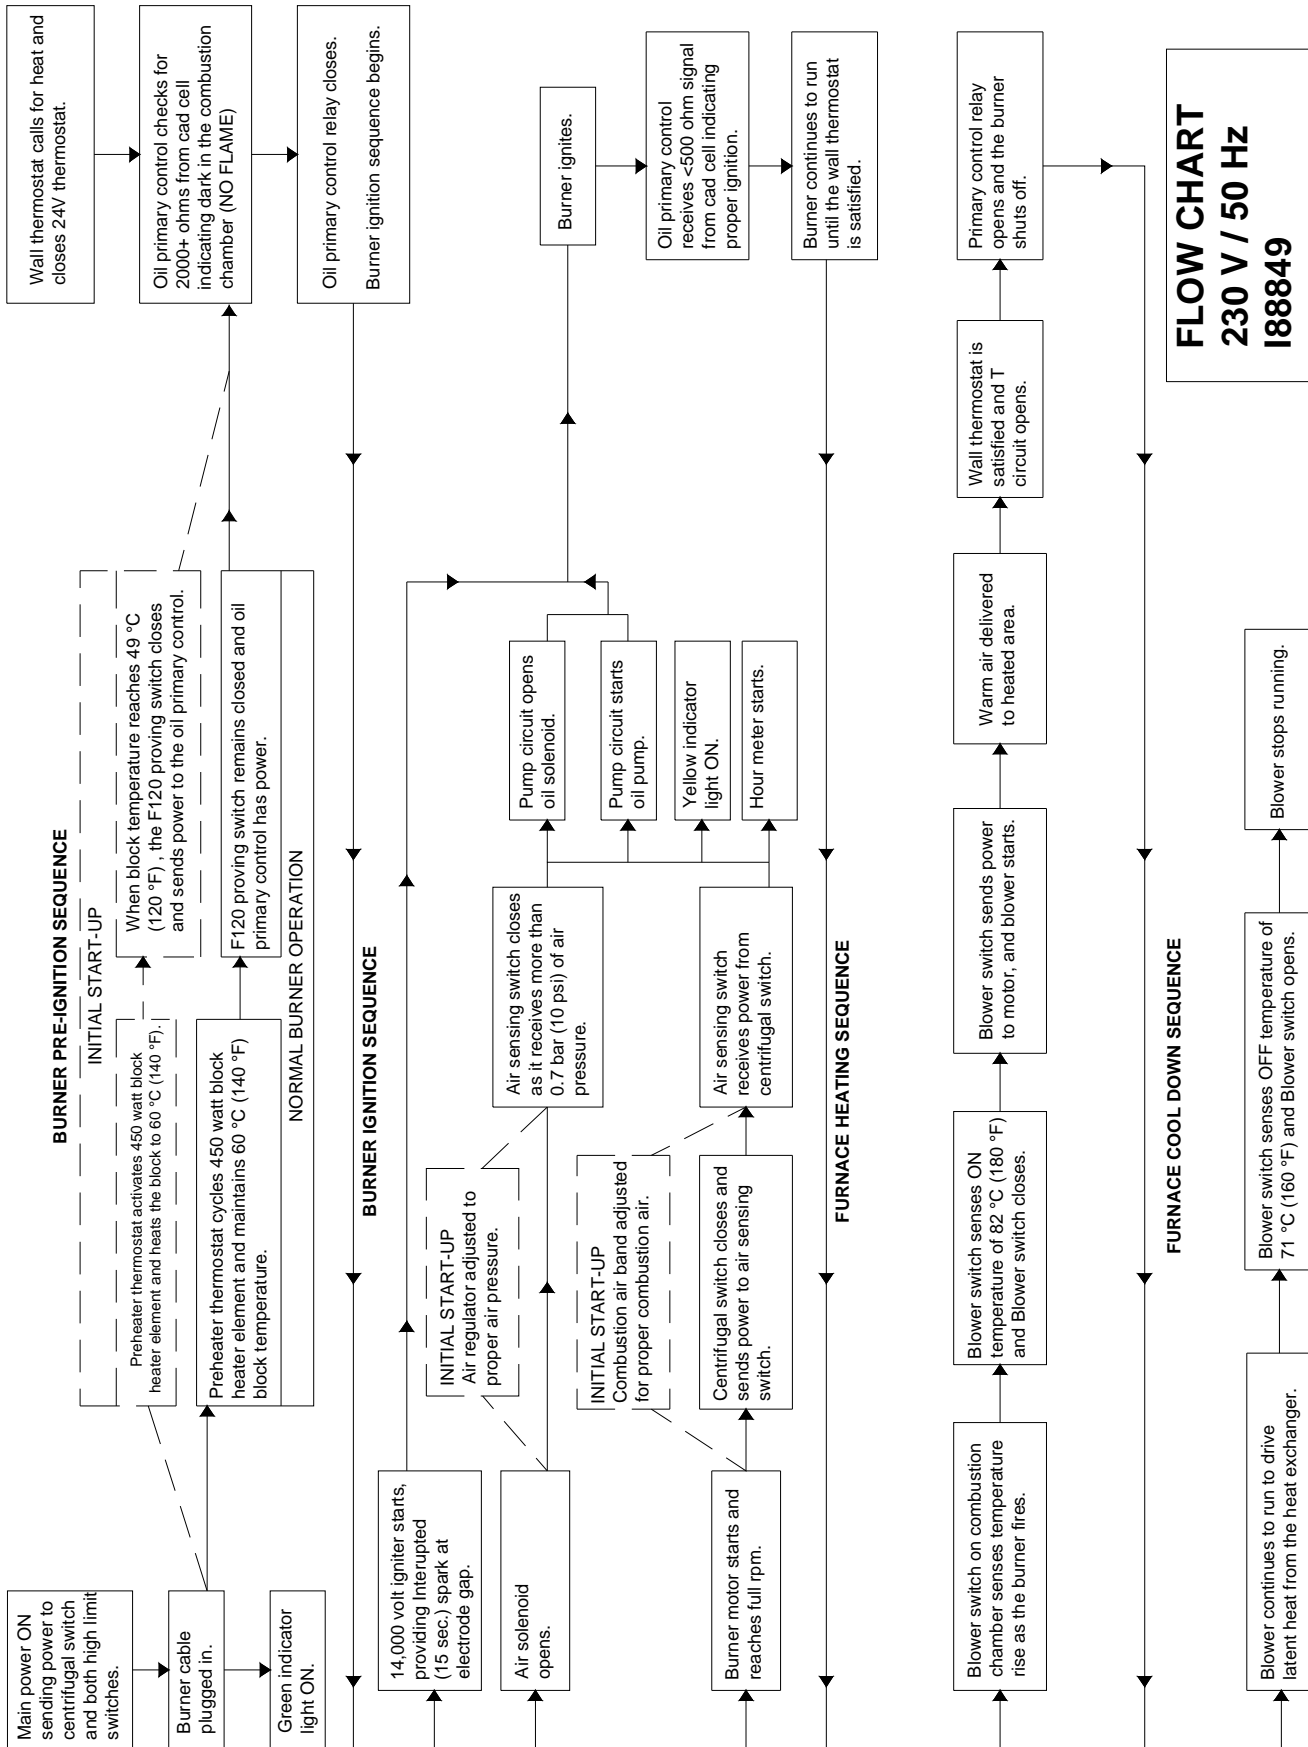 BURNER PRE-IGNITION SEQUENCE
Main power ON
sending power to
centrifugal switch
and both high limit
switches.
Burner cable
plugged in.
Green indicator
light ON.
INITIAL START-UP
Preheater thermostat activates 450 watt block
heater element and heats the block to 60 °C (140 °F).
When block temperature reaches 49 °C
(120 °F) , the F120 proving switch closes
and sends power to the oil primary control.
Preheater thermostat cycles 450 watt block
heater element and maintains 60 °C (140 °F)
block temperature.
F120 proving switch remains closed and oil
primary control has power.
NORMAL BURNER OPERATION
Wall thermostat calls for heat and
closes 24V thermostat.
Oil primary control checks for
2000+ ohms from cad cell
indicating dark in the combustion
chamber (NO FLAME)
Oil primary control relay closes.
Burner ignition sequence begins.
BURNER IGNITION SEQUENCE
14,000 volt igniter starts,
providing Interupted
(15 sec.) spark at
electrode gap.
Air solenoid
opens.
INITIAL START-UP
Air regulator adjusted to
proper air pressure.
Air sensing switch closes
as it receives more than
0.7 bar (10 psi) of air
pressure.
Burner motor starts and
reaches full rpm.
INITIAL START-UP
Combustion air band adjusted
for proper combustion air.
Centrifugal switch closes and
sends power to air sensing
switch.
Air sensing switch
receives power from
centrifugal switch.
Pump circuit opens
oil solenoid.
Pump circuit starts
oil pump.
Yellow indicator
light ON.
Hour meter starts.
Burner ignites.
Oil primary control
receives <500 ohm signal
from cad cell indicating
proper ignition.
Burner continues to run
until the wall thermostat
is satisfied.
FURNACE HEATING SEQUENCE
Blower switch on combustion
chamber senses temperature
rise as the burner fires.
Blower switch senses ON
temperature of 82 °C (180 °F)
and Blower switch closes.
Blower switch sends power
to motor, and blower starts.
Warm air delivered
to heated area.
Wall thermostat is
satisfied and T
circuit opens.
Primary control relay
opens and the burner
shuts off.
FURNACE COOL DOWN SEQUENCE
Blower continues to run to drive
latent heat from the heat exchanger.
Blower switch senses OFF temperature of
71 °C (160 °F) and Blower switch opens.
Blower stops running.
FLOW CHART
230 V / 50 Hz
I88849